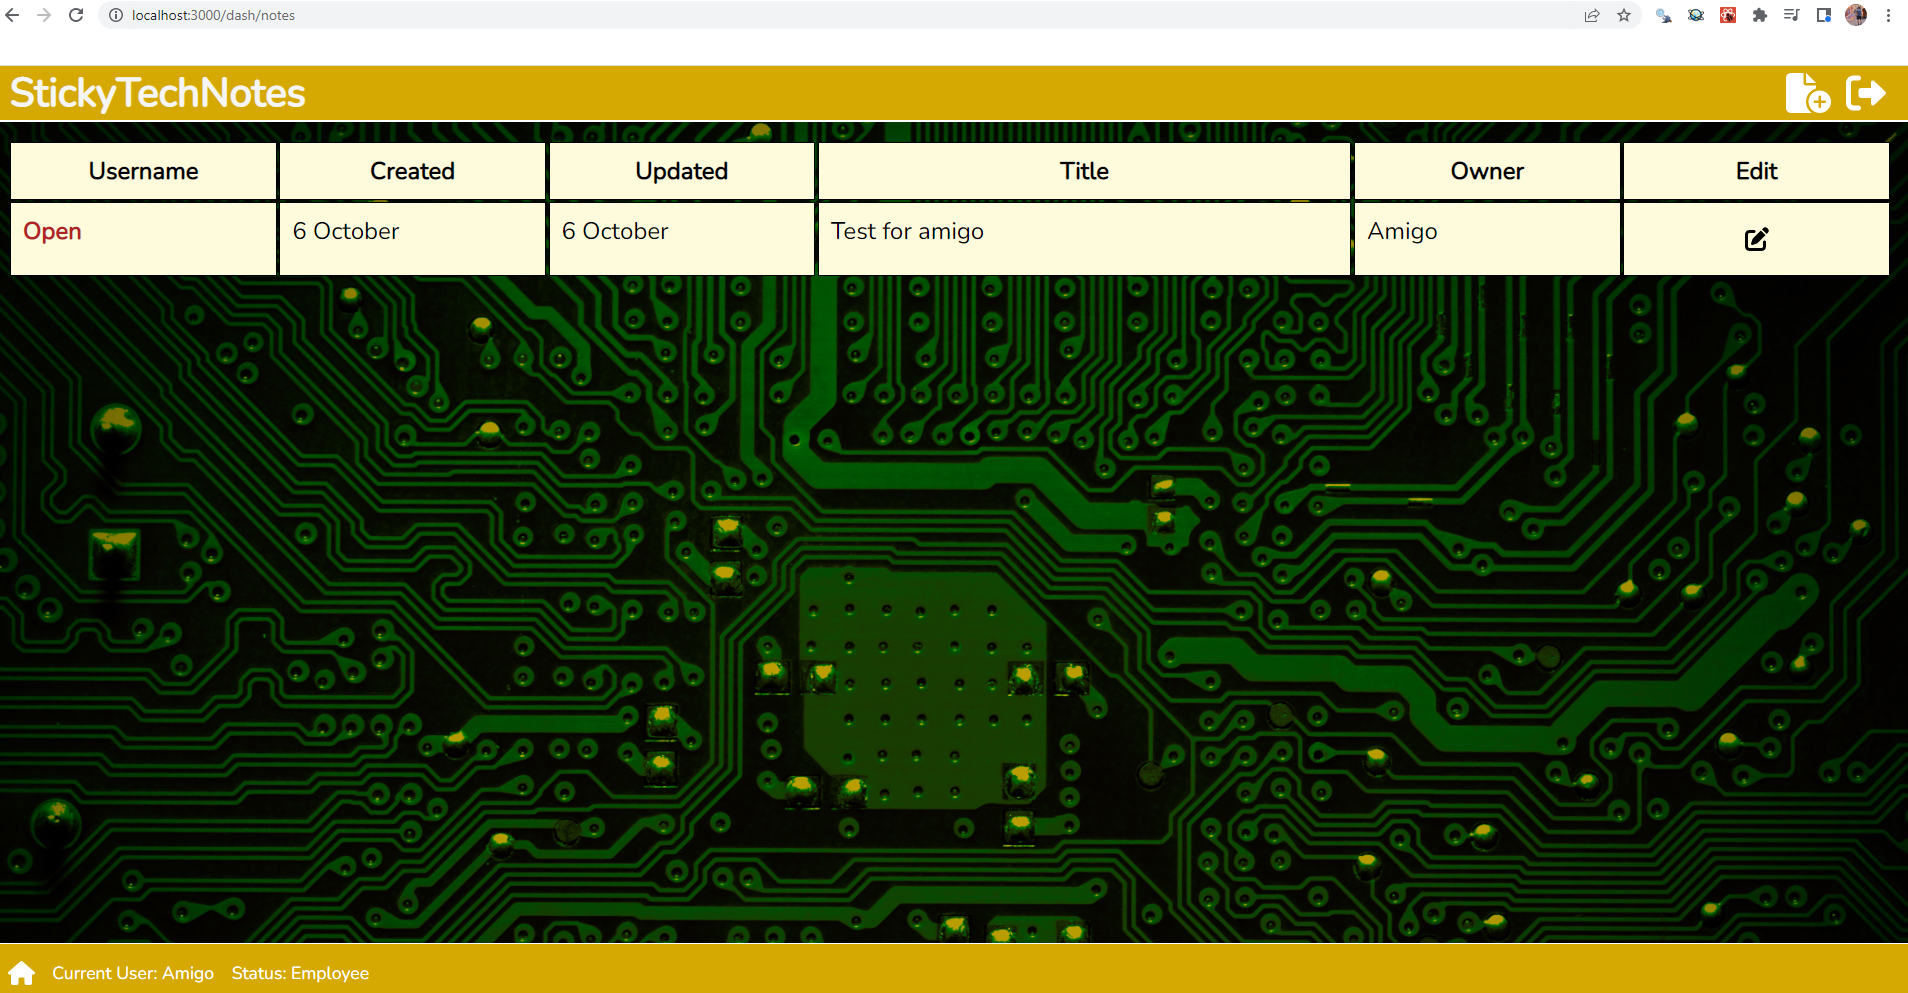 localhost:3000/dash/notes
StickyTechNotes
Username Created Updated Title Owner Edit
Open 6 October 6 October Test for amigo Amigo
Current User: Amigo Status: Employee